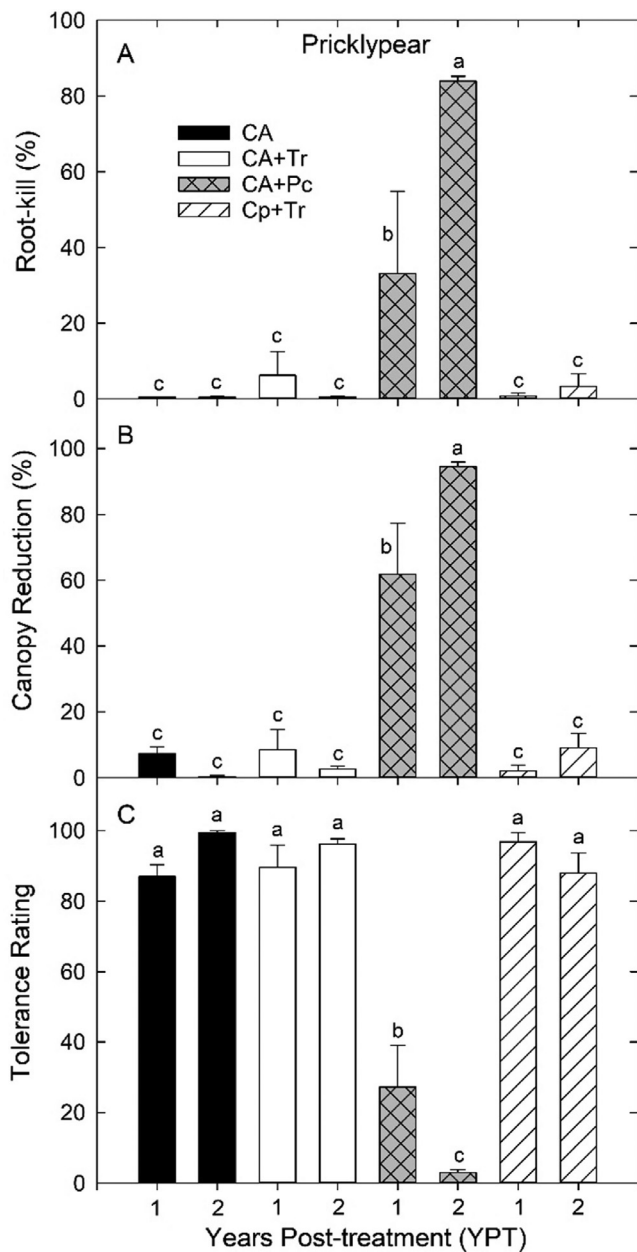 Pricklypear
A
CA
CA+Tr
CA+Pc
Cp+Tr
Root-kill (%)
100
80
60
40
20
0
c c c c b a c c
B
Canopy Reduction (%)
100
80
60
40
20
0
c c c c b a c c
C
Tolerance Rating
100
80
60
40
20
0
a a a a b c a a
1 2 1 2 1 2 1 2
Years Post-treatment (YPT)